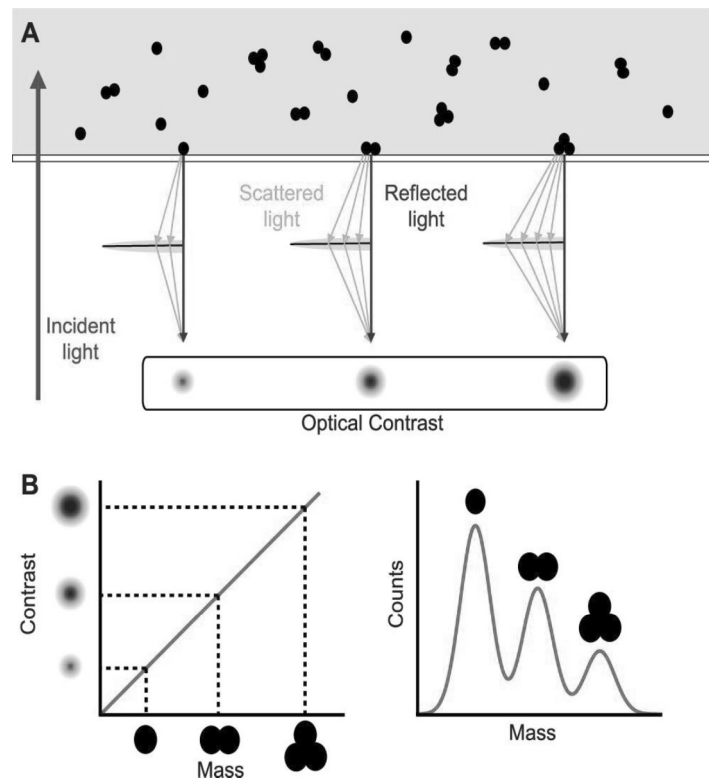 A
Scattered
light
Reflected
light
Incident
light
Optical Contrast
B
Contrast
Mass
Counts
Mass